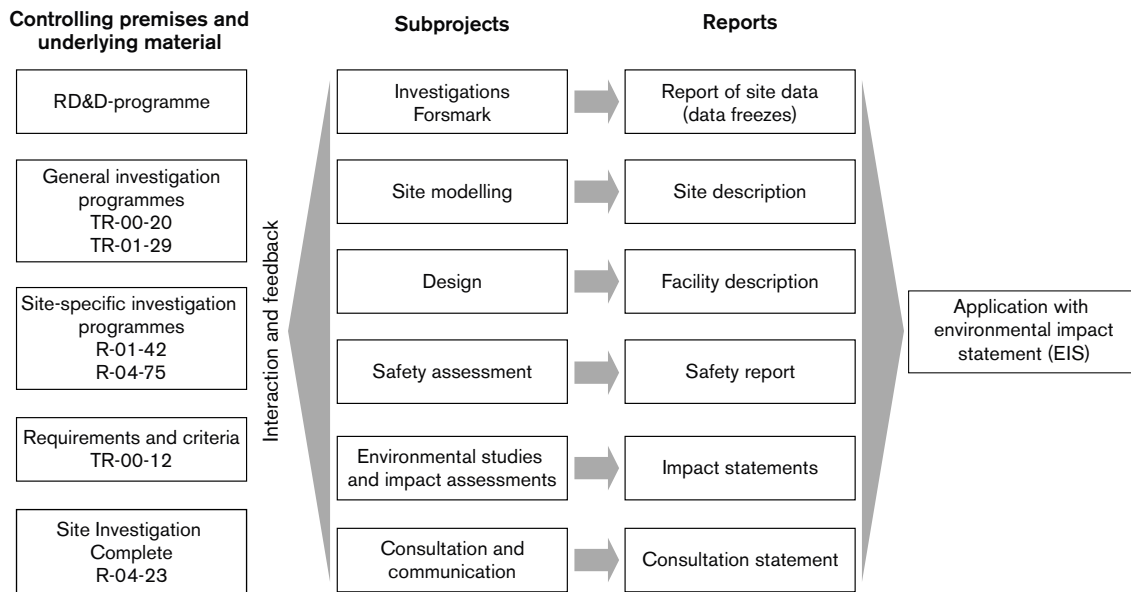 Controlling premises and
underlying material
RD&D-programme
General investigation
programmes
TR-00-20
TR-01-29
Site-specific investigation
programmes
R-01-42
R-04-75
Requirements and criteria
TR-00-12
Site Investigation
Complete
R-04-23
Interaction and feedback
Subprojects
Investigations
Forsmark
Site modelling
Design
Safety assessment
Environmental studies
and impact assessments
Consultation and
communication
Reports
Report of site data
(data freezes)
Site description
Facility description
Safety report
Impact statements
Consultation statement
Application with
environmental impact
statement (EIS)